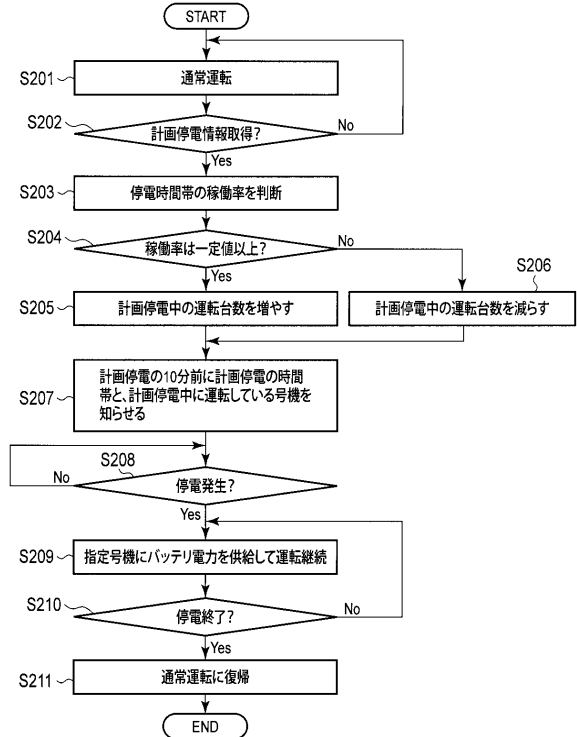 START
S201
通常運転
S202
計画停電情報取得?
No
Yes
S203
停電時間帯の稼働率を判断
S204
稼働率は一定値以上?
No
Yes
S205
計画停電中の運転台数を増やす
S206
計画停電中の運転台数を減らす
S207
計画停電の10分前に計画停電の時間
帯と、計画停電中に運転している号機を
知らせる
S208
No
停電発生?
Yes
S209
指定号機にバッテリ電力を供給して運転継続
S210
停電終了?
No
Yes
S211
通常運転に復帰
END